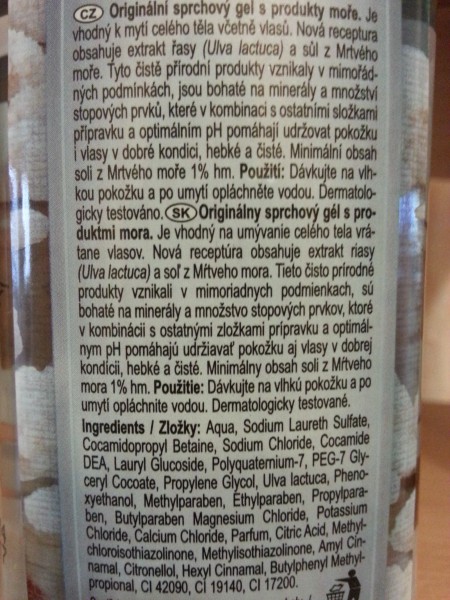 CZ Originální sprchový gel s produkty moře. Je
vhodný k mytí celého těla včetně vlasů. Nová receptura
obsahuje extrakt řasy (Ulva lactuca) a sůl z Mrtvého
moře. Tyto čistě přírodní produkty vznikaly v mimořád-
ných podmínkách, jsou bohaté na minerály a množství
stopových prvků, které v kombinaci s ostatními složkami
přípravku a optimálním pH pomáhají udržovat pokožku
i vlasy v dobré kondici, hebké a čisté. Minimální obsah
soli z Mrtvého moře 1% hm. Použití: Dávkujte na vlh-
kou pokožku a po umytí opláchněte vodou. Dermatolo-
gicky testováno. SK Originálny sprchový gél s pro-
duktmi mora. Je vhodný na umývanie celého tela vrá-
tane vlasov. Nová receptúra obsahuje extrakt riasy
(Ulva lactuca) a soľ z Mŕtveho mora. Tieto čisto prírodné
produkty vznikali v mimoriadnych podmienkach, sú
bohaté na minerály a množstvo stopových prvkov, ktoré
v kombinácii s ostatnými zložkami prípravku a optimál-
nym pH pomáhajú udržiavať pokožku aj vlasy v dobrej
kondícii, hebké a čisté. Minimálny obsah soli z Mŕtveho
mora 1% hm. Použitie: Dávkujte na vlhkú pokožku a po
umytí opláchnite vodou. Dermatologicky testované.
Ingredients / Zložky: Aqua, Sodium Laureth Sulfate,
Cocamidopropyl Betaine, Sodium Chloride, Cocamide
DEA, Lauryl Glucoside, Polyquaternium-7, PEG-7 Gly-
ceryl Cocoate, Propylene Glycol, Ulva lactuca, Pheno-
xyethanol, Methylparaben, Ethylparaben, Propylpara-
ben, Butylparaben Magnesium Chloride, Potassium
Chloride, Calcium Chloride, Parfum, Citric Acid, Methyl-
chloroisothiazolinone, Methylisothiazolinone, Amyl Cin-
namal, Citronellol, Hexyl Cinnamal, Butylphenyl Methyl-
propional, CI 42090, CI 19140, CI 17200.